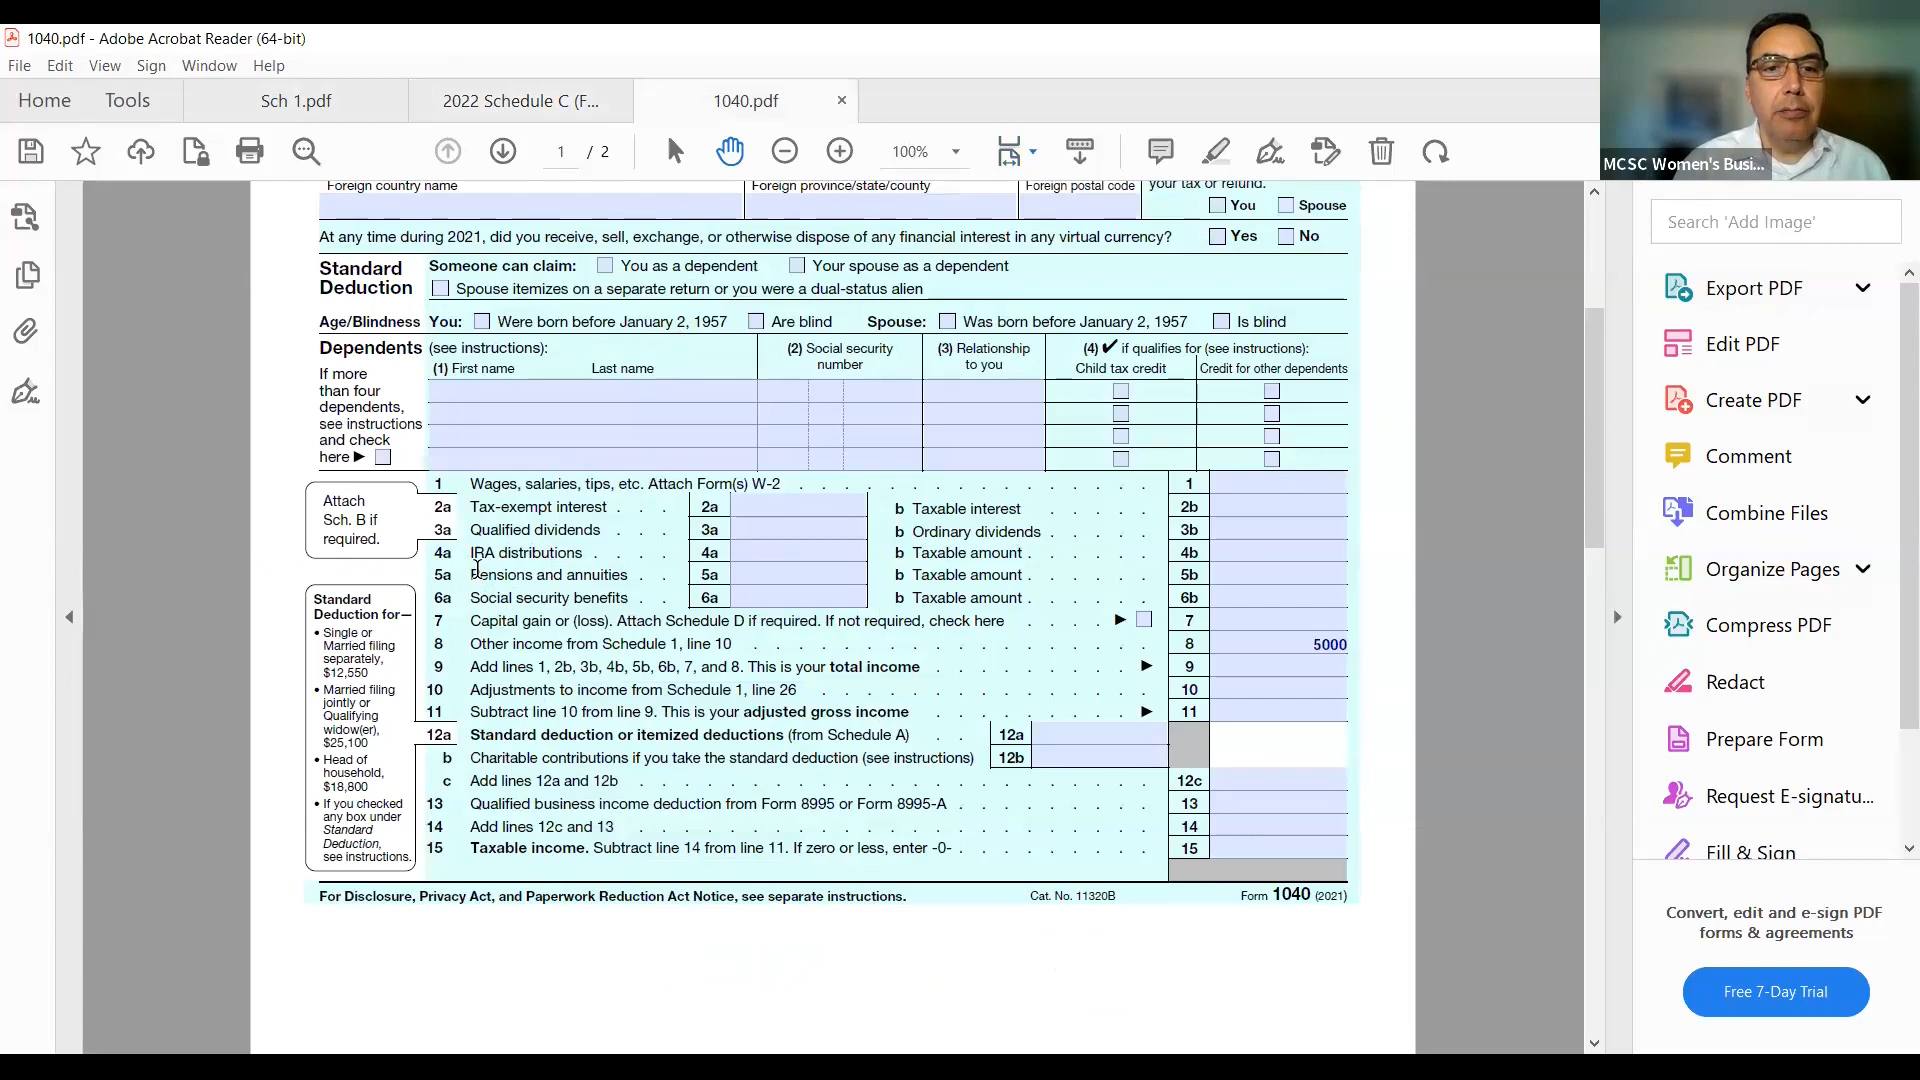 1040.pdf - Adobe Acrobat Reader (64-bit)
File Edit View Sign Window Help
Home Tools Sch 1.pdf 2022 Schedule C (F... 1040.pdf ×
1 / 2 100%
MCSC Women's Busi...
Foreign country name Foreign province/state/county Foreign postal code your tax or refund.
You Spouse
At any time during 2021, did you receive, sell, exchange, or otherwise dispose of any financial interest in any virtual currency? Yes No
Standard Deduction
Someone can claim: You as a dependent Your spouse as a dependent
Spouse itemizes on a separate return or you were a dual-status alien
Age/Blindness You: Were born before January 2, 1957 Are blind Spouse: Was born before January 2, 1957 Is blind
Dependents (see instructions):
(1) First name Last name
(2) Social security number
(3) Relationship to you
(4) ✔ if qualifies for (see instructions):
Child tax credit Credit for other dependents
If more
than four
dependents,
see instructions
and check
here ▶
Attach
Sch. B if
required.
1 Wages, salaries, tips, etc. Attach Form(s) W-2 . . . . . . . . . . . . . . . 1
2a Tax-exempt interest . . . 2a b Taxable interest . . . . . 2b
3a Qualified dividends . . . 3a b Ordinary dividends . . . . . 3b
4a IRA distributions . . . . 4a b Taxable amount . . . . . . 4b
5a Pensions and annuities . . 5a b Taxable amount . . . . . . 5b
6a Social security benefits . . 6a b Taxable amount . . . . . . 6b
7 Capital gain or (loss). Attach Schedule D if required. If not required, check here . . . . ▶ 7
8 Other income from Schedule 1, line 10 . . . . . . . . . . . . . . . . . 8 5000
9 Add lines 1, 2b, 3b, 4b, 5b, 6b, 7, and 8. This is your total income . . . . . . . . . ▶ 9
10 Adjustments to income from Schedule 1, line 26 . . . . . . . . . . . . . . 10
11 Subtract line 10 from line 9. This is your adjusted gross income . . . . . . . . . ▶ 11
12a Standard deduction or itemized deductions (from Schedule A) . . 12a
b Charitable contributions if you take the standard deduction (see instructions) 12b
c Add lines 12a and 12b . . . . . . . . . . . . . . . . . . . 12c
13 Qualified business income deduction from Form 8995 or Form 8995-A . . . . . . . . 13
14 Add lines 12c and 13 . . . . . . . . . . . . . . . . . . . 14
15 Taxable income. Subtract line 14 from line 11. If zero or less, enter -0- . . . . . . . . 15
Standard
Deduction for—
• Single or
Married filing
separately,
$12,550
• Married filing
jointly or
Qualifying
widow(er),
$25,100
• Head of
household,
$18,800
• If you checked
any box under
Standard
Deduction,
see instructions.
For Disclosure, Privacy Act, and Paperwork Reduction Act Notice, see separate instructions. Cat. No. 11320B Form 1040 (2021)
Search 'Add Image'
Export PDF
Edit PDF
Create PDF
Comment
Combine Files
Organize Pages
Compress PDF
Redact
Prepare Form
Request E-signatu...
Fill & Sign
Convert, edit and e-sign PDF
forms & agreements
Free 7-Day Trial